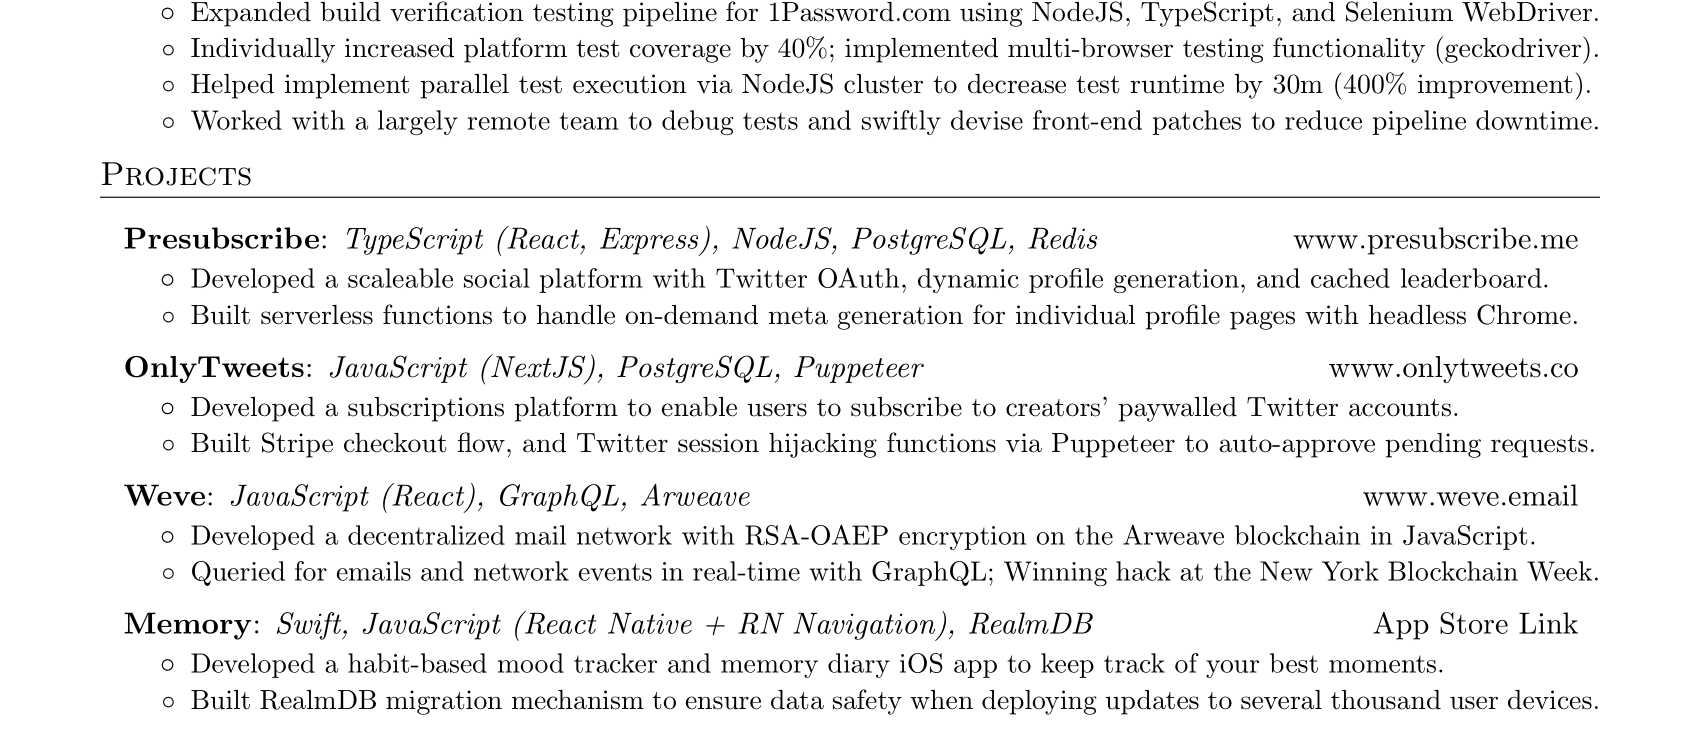 ◦ Expanded build verification testing pipeline for 1Password.com using NodeJS, TypeScript, and Selenium WebDriver.
◦ Individually increased platform test coverage by 40%; implemented multi-browser testing functionality (geckodriver).
◦ Helped implement parallel test execution via NodeJS cluster to decrease test runtime by 30m (400% improvement).
◦ Worked with a largely remote team to debug tests and swiftly devise front-end patches to reduce pipeline downtime.
Projects
Presubscribe: TypeScript (React, Express), NodeJS, PostgreSQL, Redis www.presubscribe.me
◦ Developed a scaleable social platform with Twitter OAuth, dynamic profile generation, and cached leaderboard.
◦ Built serverless functions to handle on-demand meta generation for individual profile pages with headless Chrome.
OnlyTweets: JavaScript (NextJS), PostgreSQL, Puppeteer www.onlytweets.co
◦ Developed a subscriptions platform to enable users to subscribe to creators' paywalled Twitter accounts.
◦ Built Stripe checkout flow, and Twitter session hijacking functions via Puppeteer to auto-approve pending requests.
Weve: JavaScript (React), GraphQL, Arweave www.weve.email
◦ Developed a decentralized mail network with RSA-OAEP encryption on the Arweave blockchain in JavaScript.
◦ Queried for emails and network events in real-time with GraphQL; Winning hack at the New York Blockchain Week.
Memory: Swift, JavaScript (React Native + RN Navigation), RealmDB App Store Link
◦ Developed a habit-based mood tracker and memory diary iOS app to keep track of your best moments.
◦ Built RealmDB migration mechanism to ensure data safety when deploying updates to several thousand user devices.